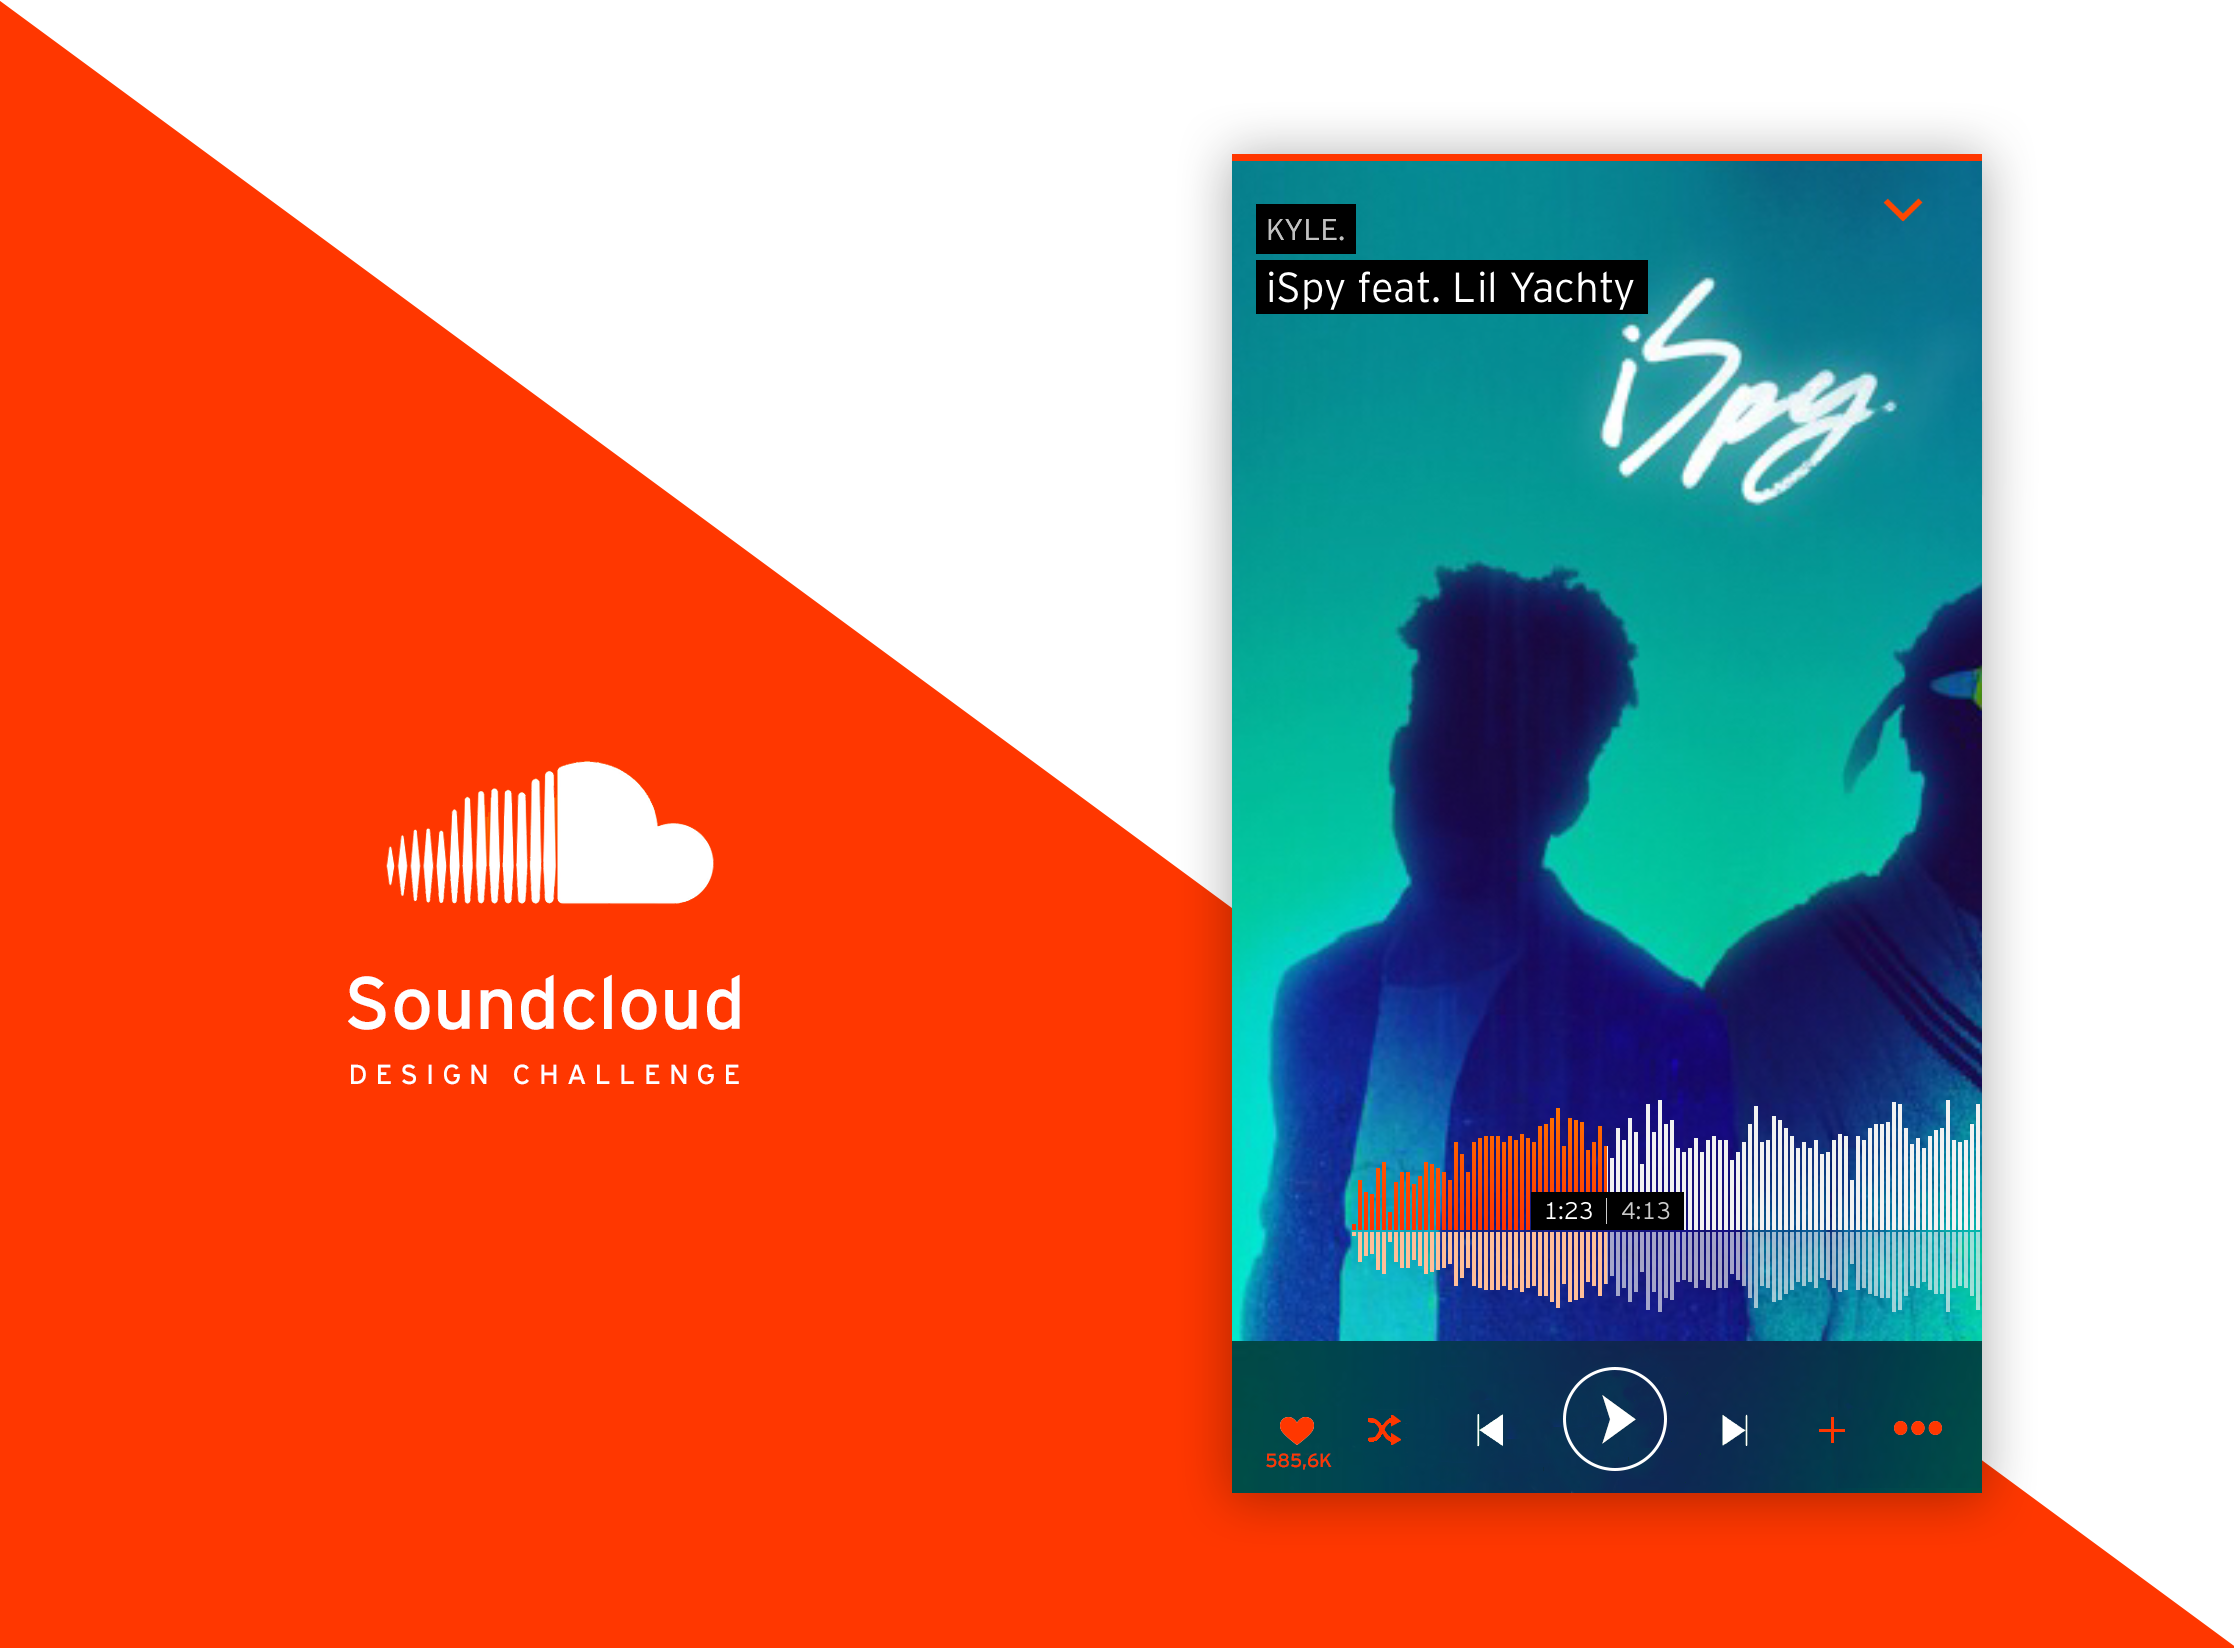 KYLE.
iSpy feat. Lil Yachty
iSpy.
Soundcloud
DESIGN CHALLENGE
1:23 | 4:13
585,6K